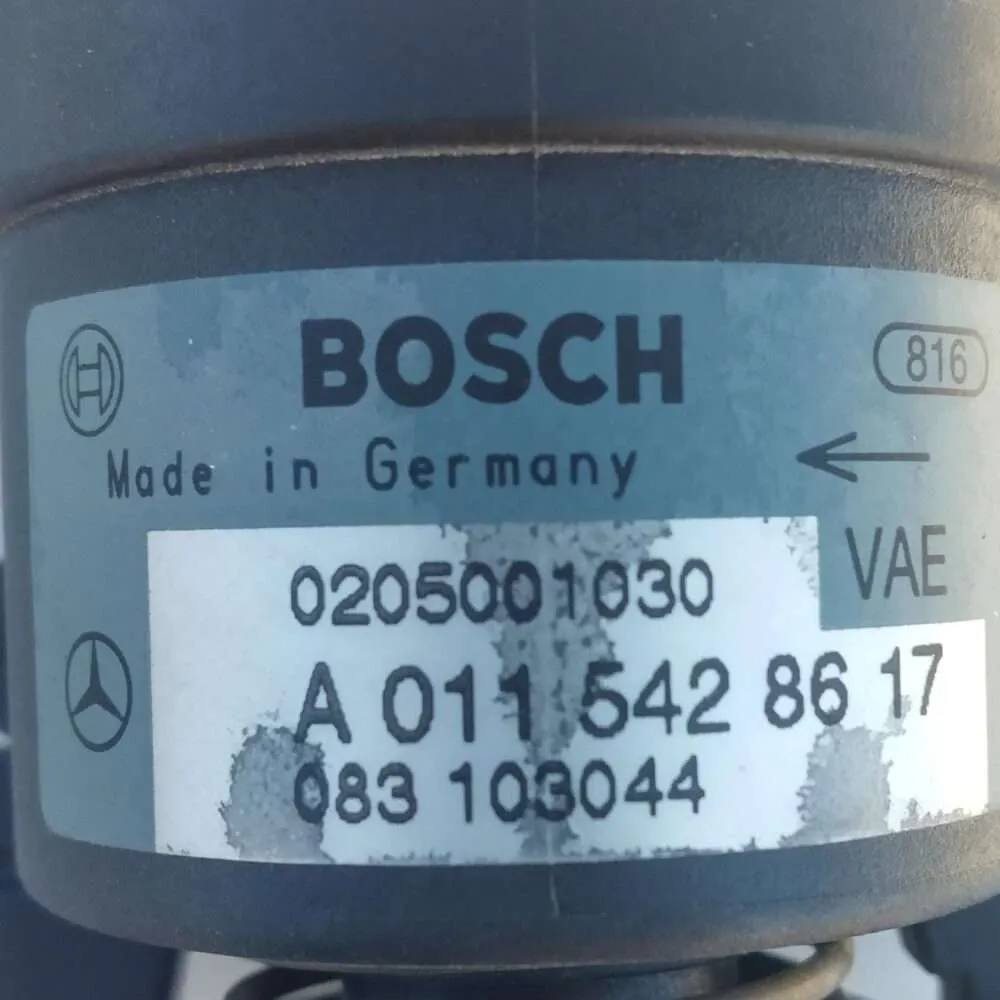 BOSCH
816
Made in Germany
VAE
0205001030
A 011 542 86 17
083 103044